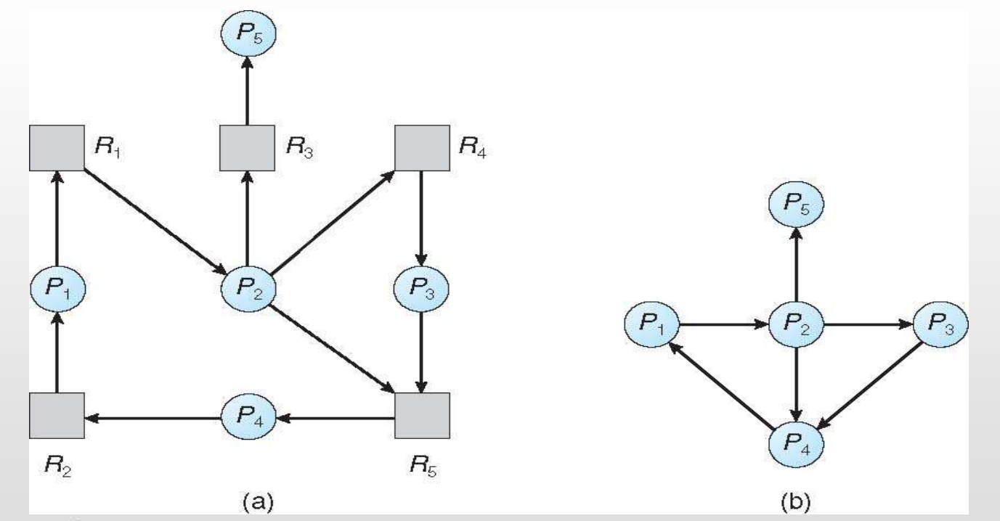 P₅
R₁ R₃ R₄
P₅
P₁ P₂ P₃
P₁ P₂ P₃
P₄
P₄
R₂ R₅
(a) (b)